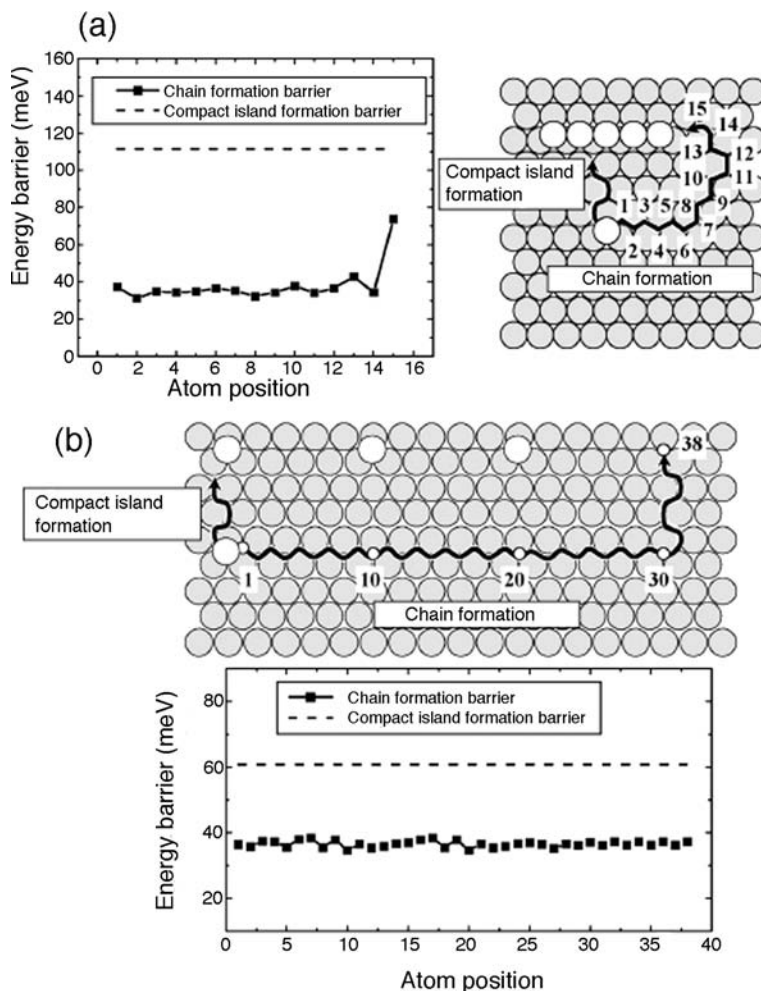 (a)
Energy barrier (meV)
160
140
120
100
80
60
40
20
0
Chain formation barrier
Compact island formation barrier
0 2 4 6 8 10 12 14 16
Atom position
Compact island
formation
15
14
13
12
10
11
1 3 5 8
9
7
2 4 6
Chain formation
(b)
38
Compact island
formation
1 10 20 30
Chain formation
Energy barrier (meV)
80
60
40
20
Chain formation barrier
Compact island formation barrier
0 5 10 15 20 25 30 35 40
Atom position